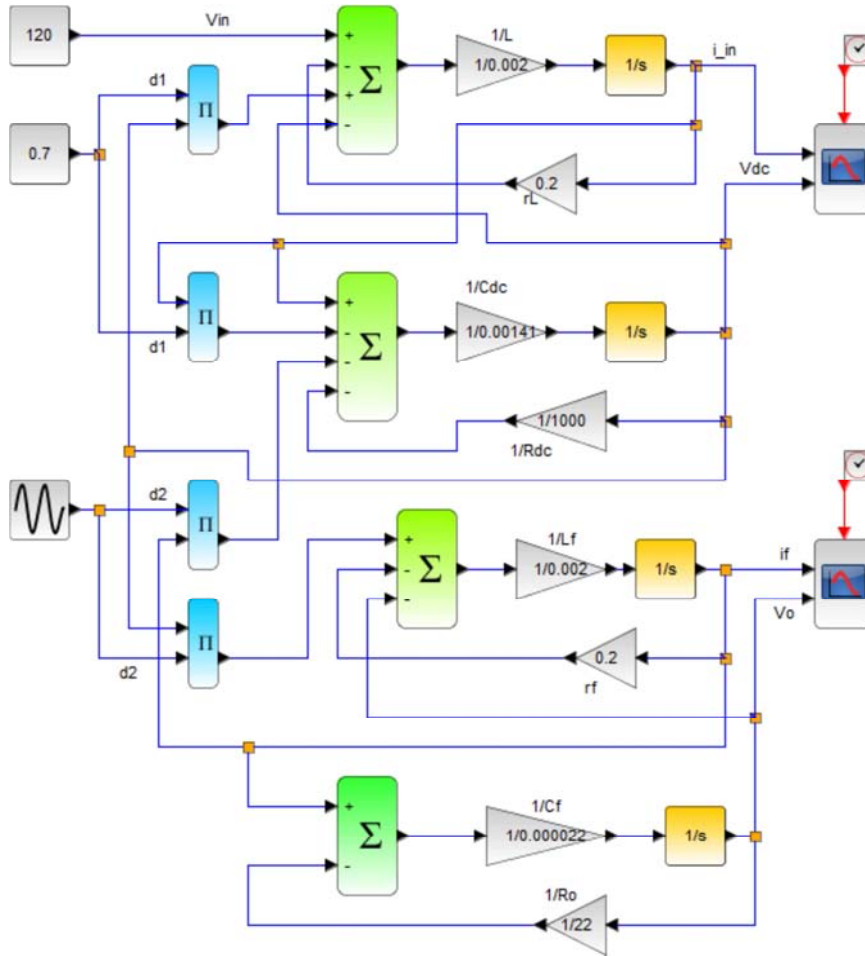 Vin
120
+
-
+
-
Σ
1/L
1/0.002
1/s
i_in
d1
Π
0.7
0.2
rL
Vdc
1/Cdc
+
-
-
-
Σ
1/0.00141
1/s
Π
d1
1/1000
1/Rdc
d2
Π
+
-
-
Σ
1/Lf
1/0.002
1/s
if
Vo
Π
d2
0.2
rf
+
-
Σ
1/Cf
1/0.000022
1/s
1/Ro
1/22